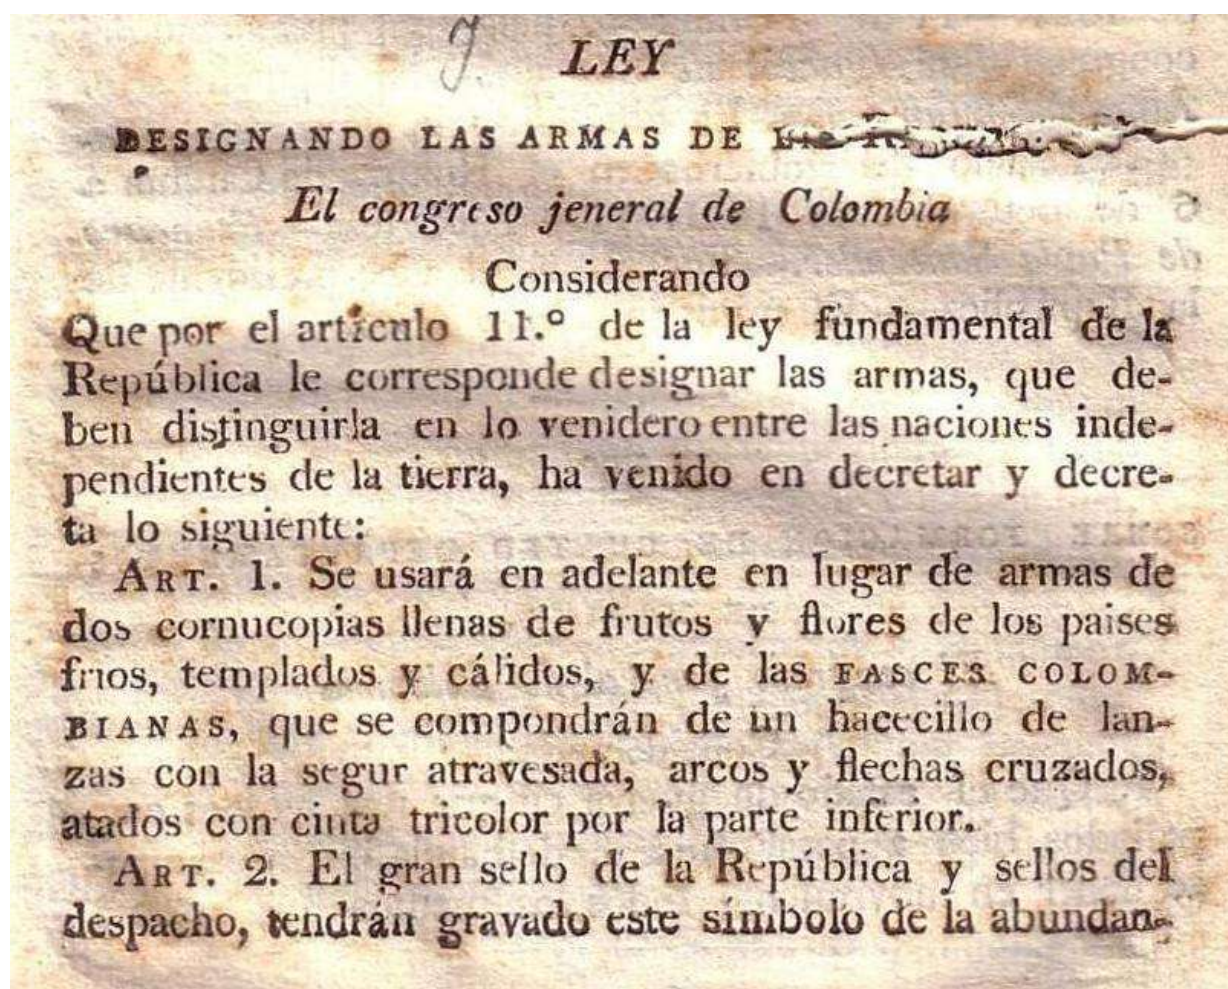 J.
LEY
DESIGNANDO LAS ARMAS DE
El congreso jeneral de Colombia
Considerando
Que por el artículo 11.º de la ley fundamental de la
República le corresponde designar las armas, que de-
ben distinguirla en lo venidero entre las naciones inde-
pendientes de la tierra, ha venido en decretar y decre-
ta lo siguiente:
ART. 1. Se usará en adelante en lugar de armas de
dos cornucopias llenas de frutos y flores de los paises
frios, templados y cálidos, y de las FASCES COLOM-
BIANAS, que se compondrán de un hacecillo de lan-
zas con la segur atravesada, arcos y flechas cruzados,
atados con cinta tricolor por la parte inferior.
ART. 2. El gran sello de la República y sellos del
despacho, tendrán gravado este símbolo de la abundan-